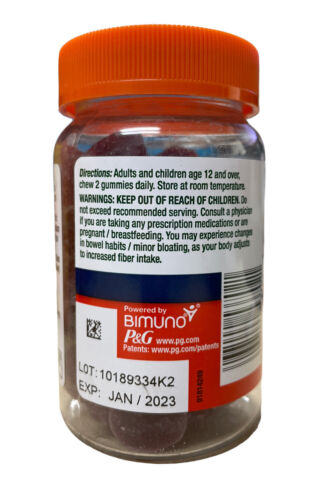 Directions: Adults and children age 12 and over,
chew 2 gummies daily. Store at room temperature.
WARNINGS: KEEP OUT OF REACH OF CHILDREN. Do
not exceed recommended serving. Consult a physician
if you are taking any prescription medications or are
pregnant / breastfeeding. You may experience changes
in bowel habits / minor bloating, as your body adjusts
to increased fiber intake.
Powered by
BiMUNO
P&G www.pg.com
Patents: www.pg.com/patents
LOT: 10189334K2
EXP: JAN / 2023
91814249